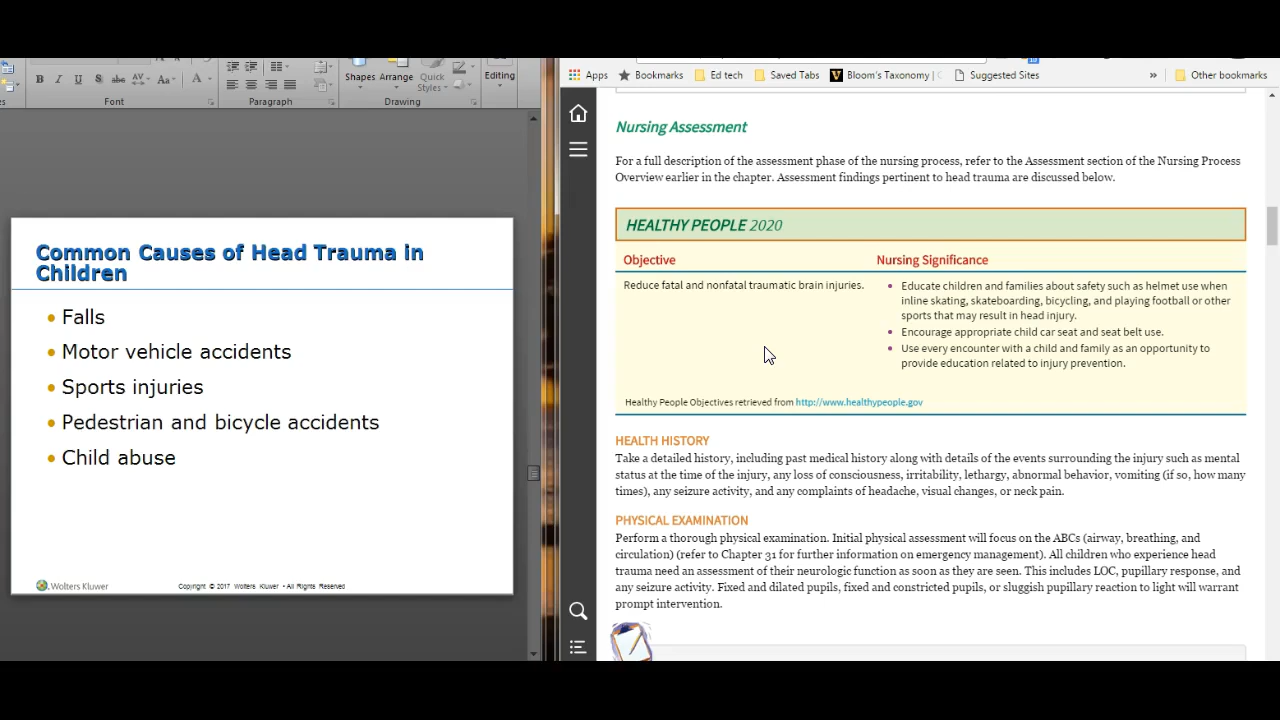 Apps
Bookmarks
Ed tech
Saved Tabs
Bloom's Taxonomy | C
Suggested Sites
»
Other bookmarks
B I U S abc AV Aa A
Shapes Arrange Quick
Styles
Editing
Font
Paragraph
Drawing
Common Causes of Head Trauma in
Children
• Falls
• Motor vehicle accidents
• Sports injuries
• Pedestrian and bicycle accidents
• Child abuse
Wolters Kluwer
Copyright © 2017 Wolters Kluwer • All Rights Reserved
Nursing Assessment
For a full description of the assessment phase of the nursing process, refer to the Assessment section of the Nursing Process
Overview earlier in the chapter. Assessment findings pertinent to head trauma are discussed below.
HEALTHY PEOPLE 2020
Objective
Nursing Significance
Reduce fatal and nonfatal traumatic brain injuries.
• Educate children and families about safety such as helmet use when
inline skating, skateboarding, bicycling, and playing football or other
sports that may result in head injury.
• Encourage appropriate child car seat and seat belt use.
• Use every encounter with a child and family as an opportunity to
provide education related to injury prevention.
Healthy People Objectives retrieved from http://www.healthypeople.gov
HEALTH HISTORY
Take a detailed history, including past medical history along with details of the events surrounding the injury such as mental
status at the time of the injury, any loss of consciousness, irritability, lethargy, abnormal behavior, vomiting (if so, how many
times), any seizure activity, and any complaints of headache, visual changes, or neck pain.
PHYSICAL EXAMINATION
Perform a thorough physical examination. Initial physical assessment will focus on the ABCs (airway, breathing, and
circulation) (refer to Chapter 31 for further information on emergency management). All children who experience head
trauma need an assessment of their neurologic function as soon as they are seen. This includes LOC, pupillary response, and
any seizure activity. Fixed and dilated pupils, fixed and constricted pupils, or sluggish pupillary reaction to light will warrant
prompt intervention.